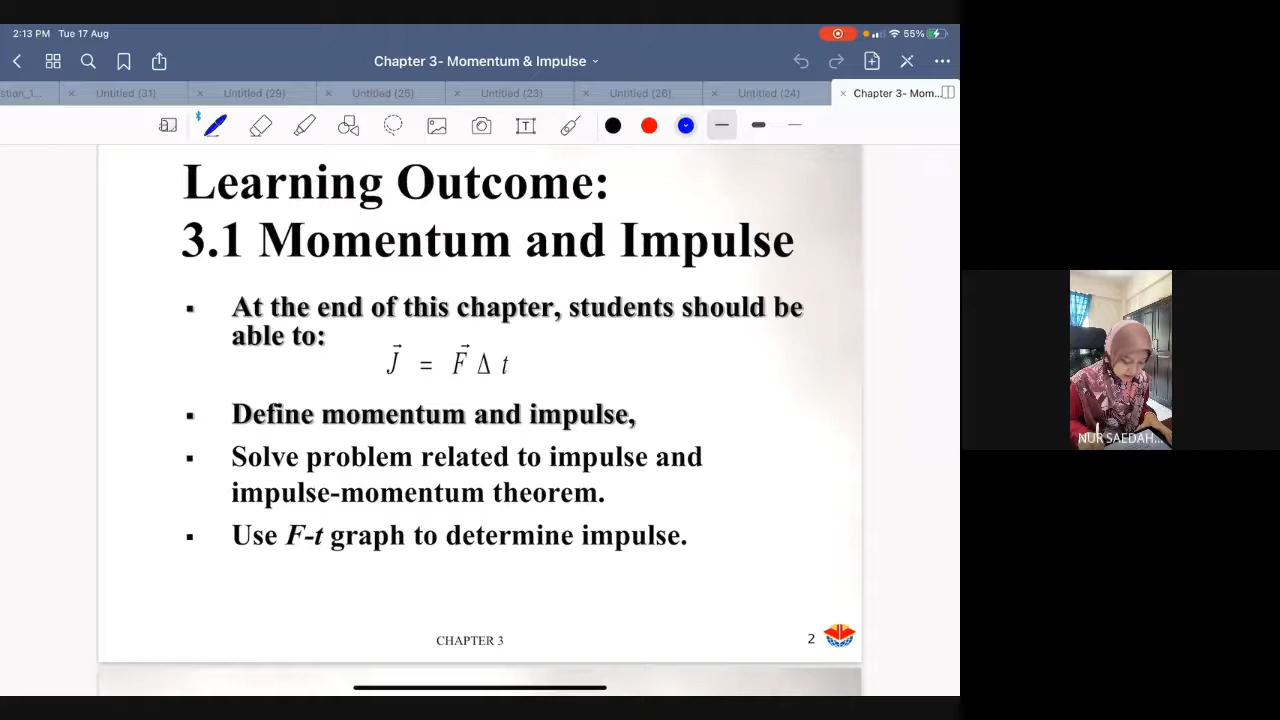 2:13 PM Tue 17 Aug
55%
Chapter 3- Momentum & Impulse
stion_1...
Untitled (31)
Untitled (29)
Untitled (25)
Untitled (23)
Untitled (26)
Untitled (24)
Chapter 3- Mom...
Learning Outcome:
3.1 Momentum and Impulse
▪ At the end of this chapter, students should be
able to:
J⃗ = F⃗ Δ t
▪ Define momentum and impulse,
▪ Solve problem related to impulse and
impulse-momentum theorem.
▪ Use F-t graph to determine impulse.
CHAPTER 3
2
NUR SAEDAH...